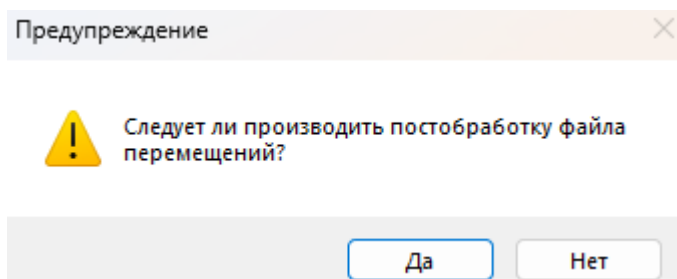 Предупреждение
Следует ли производить постобработку файла
перемещений?
Да
Нет